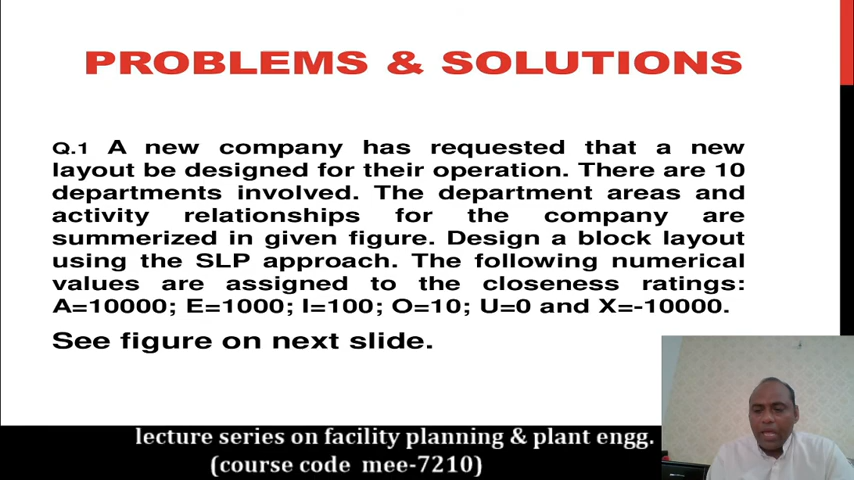 PROBLEMS & SOLUTIONS
Q.1 A new company has requested that a new
layout be designed for their operation. There are 10
departments involved. The department areas and
activity relationships for the company are
summerized in given figure. Design a block layout
using the SLP approach. The following numerical
values are assigned to the closeness ratings:
A=10000; E=1000; I=100; O=10; U=0 and X=-10000.
See figure on next slide.
lecture series on facility planning & plant engg.
(course code mee-7210)